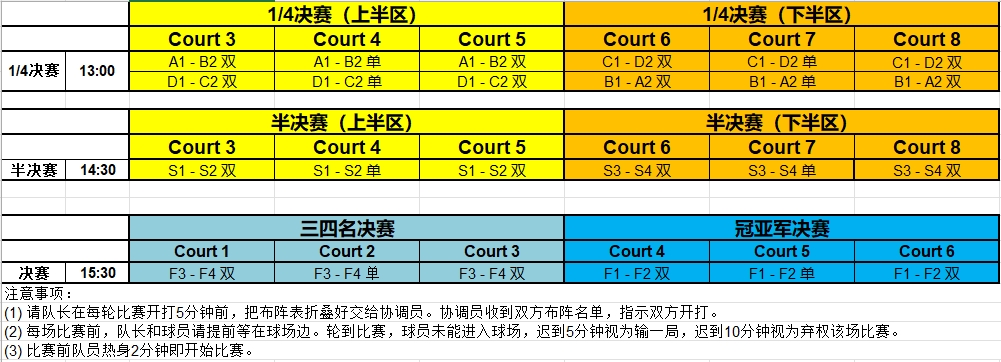 1/4决赛（上半区） 1/4决赛（下半区）
Court 3 Court 4 Court 5 Court 6 Court 7 Court 8
1/4决赛 13:00 A1 - B2 双 A1 - B2 单 A1 - B2 双 C1 - D2 双 C1 - D2 单 C1 - D2 双
D1 - C2 双 D1 - C2 单 D1 - C2 双 B1 - A2 双 B1 - A2 单 B1 - A2 双
半决赛（上半区） 半决赛（下半区）
Court 3 Court 4 Court 5 Court 6 Court 7 Court 8
半决赛 14:30 S1 - S2 双 S1 - S2 单 S1 - S2 双 S3 - S4 双 S3 - S4 单 S3 - S4 双
三四名决赛 冠亚军决赛
Court 1 Court 2 Court 3 Court 4 Court 5 Court 6
决赛 15:30 F3 - F4 双 F3 - F4 单 F3 - F4 双 F1 - F2 双 F1 - F2 单 F1 - F2 双
注意事项：
(1) 请队长在每轮比赛开打5分钟前，把布阵表折叠好交给协调员。协调员收到双方布阵名单，指示双方开打。
(2) 每场比赛前，队长和球员请提前等在球场边。轮到比赛，球员未能进入球场，迟到5分钟视为输一局，迟到10分钟视为弃权该场比赛。
(3) 比赛前队员热身2分钟即开始比赛。